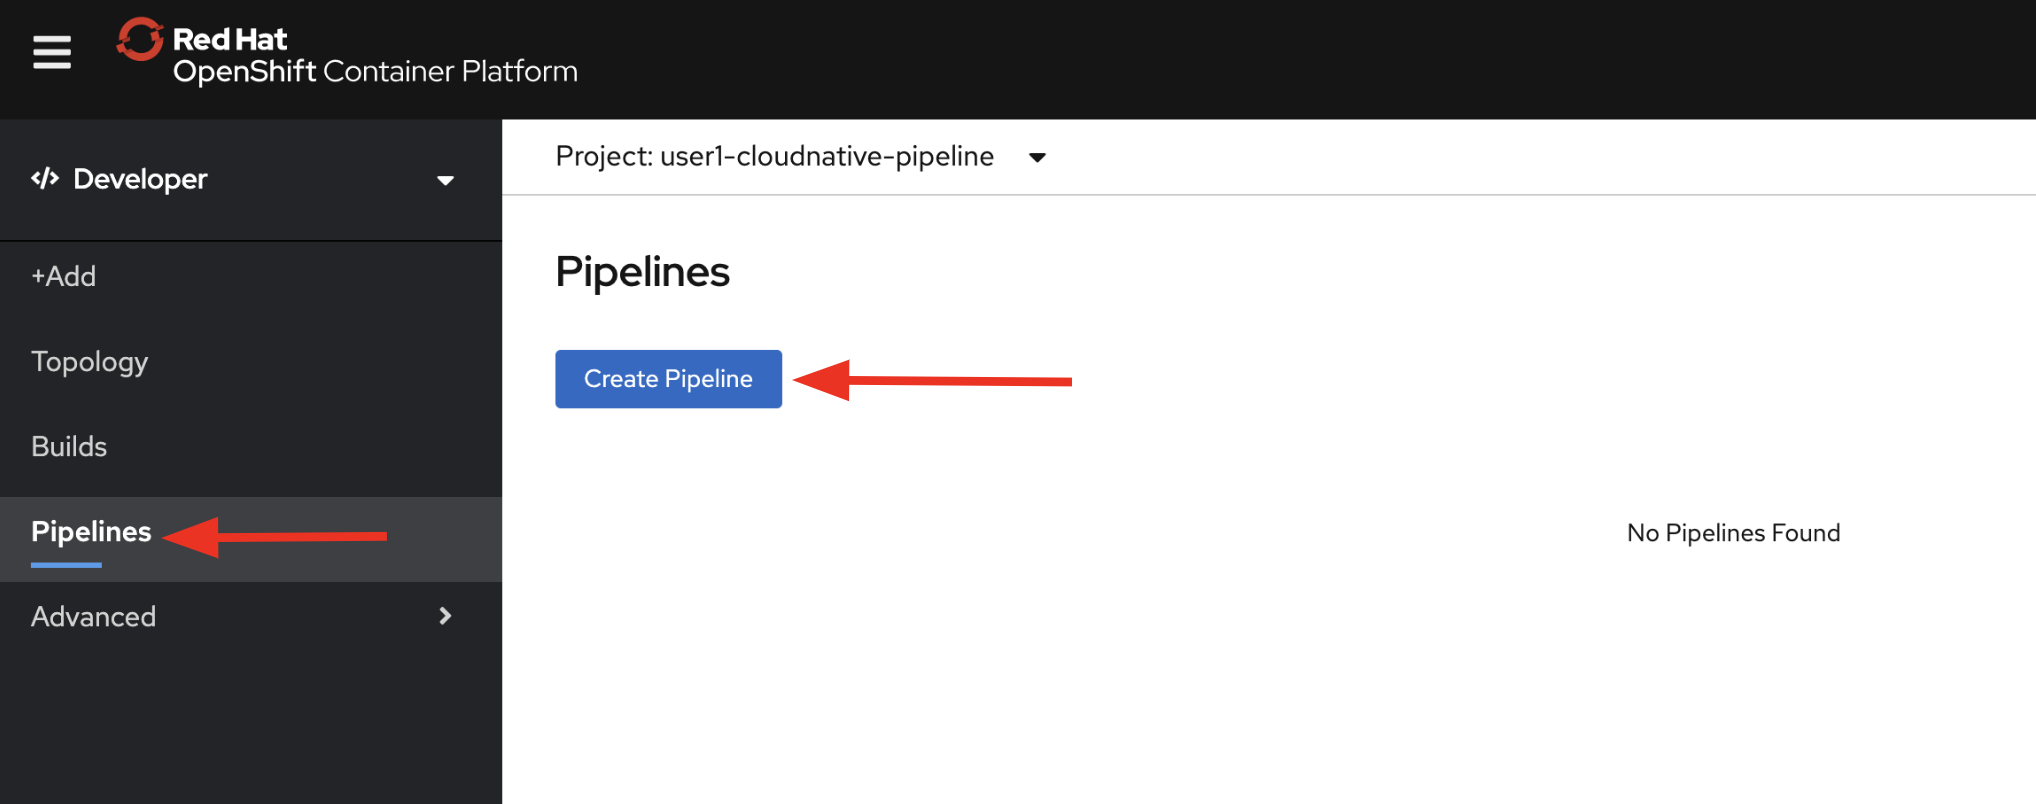 Red Hat
OpenShift Container Platform
Developer
+Add
Topology
Builds
Pipelines
Advanced
Project: user1-cloudnative-pipeline
Pipelines
Create Pipeline
No Pipelines Found